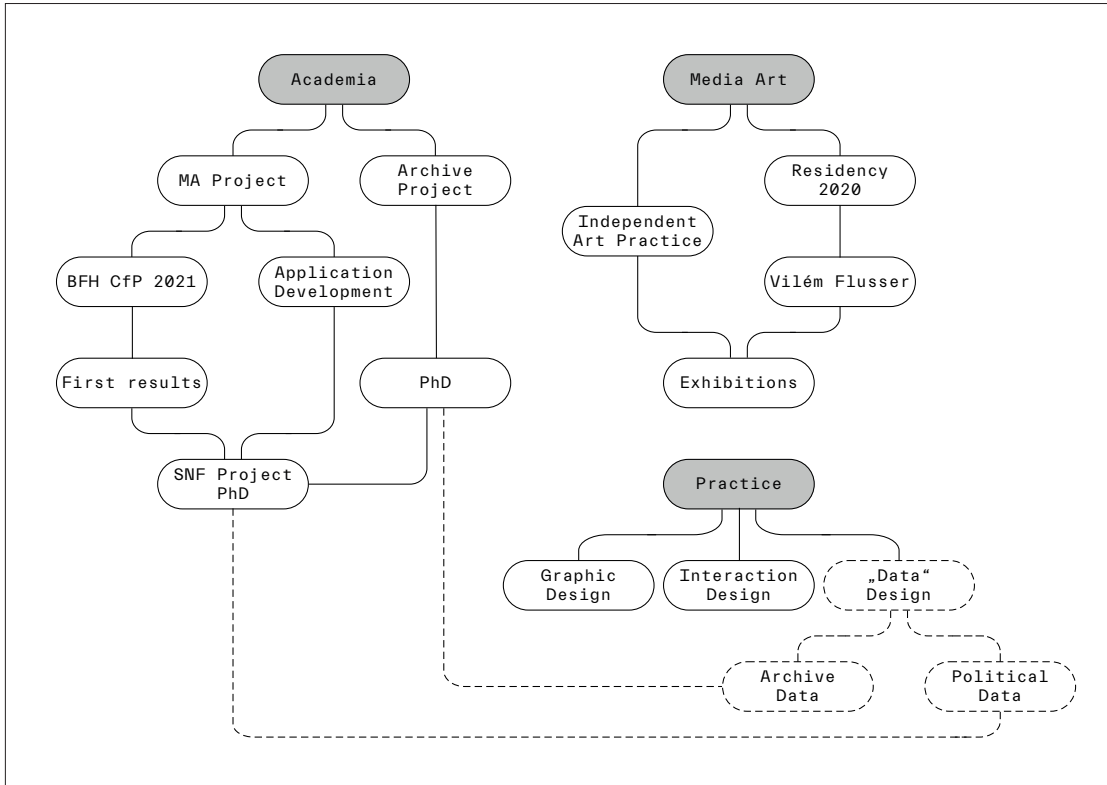 Academia
Media Art
MA Project
Archive
Project
Residency
2020
Independent
Art Practice
BFH CfP 2021
Application
Development
Vilém Flusser
First results
PhD
Exhibitions
SNF Project
PhD
Practice
Graphic
Design
Interaction
Design
„Data“
Design
Archive
Data
Political
Data